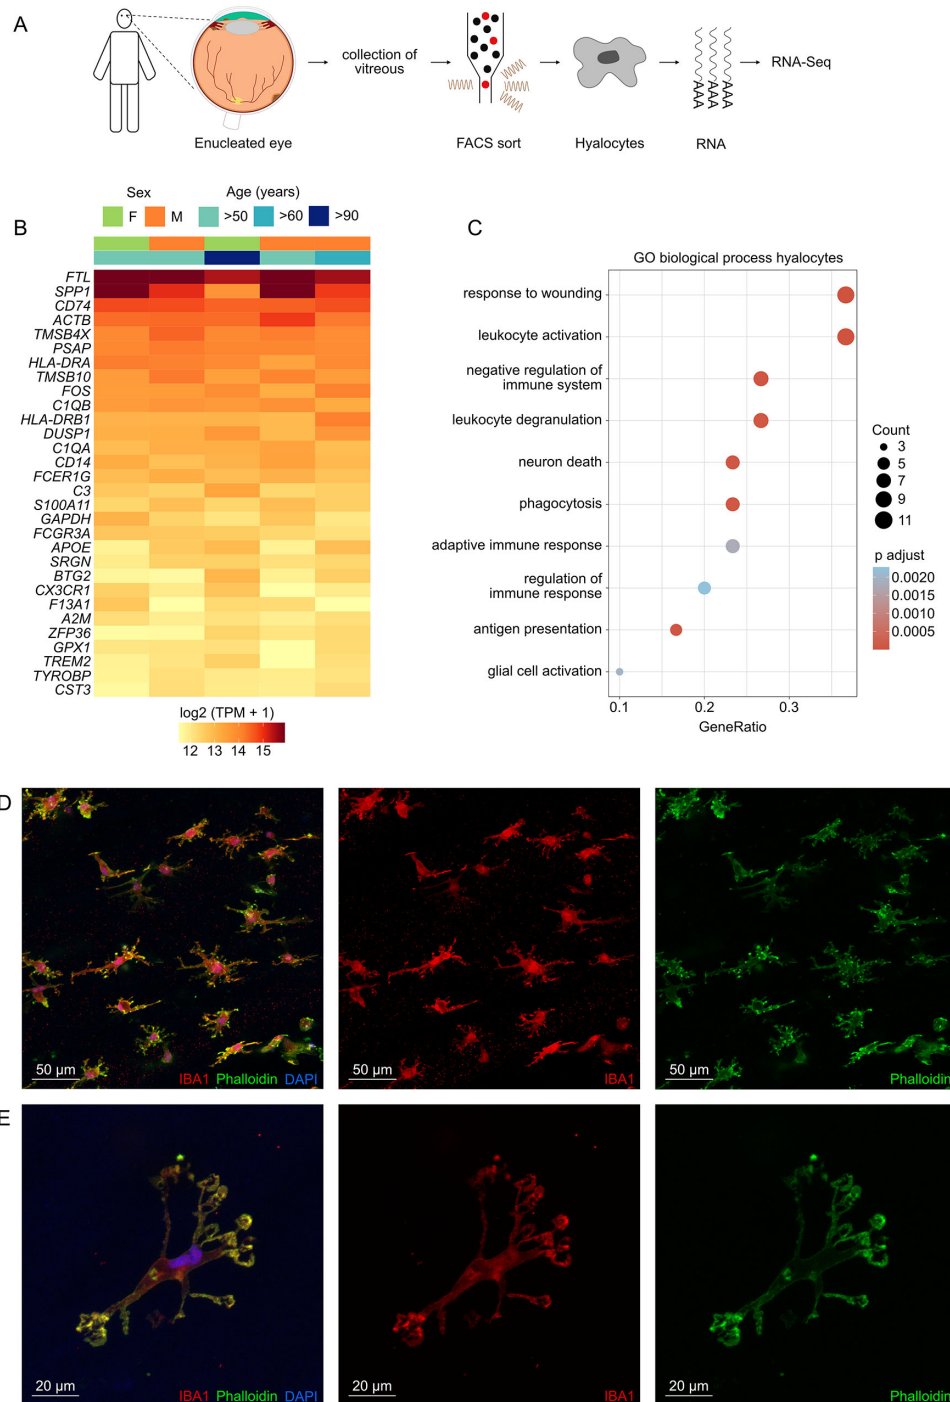 A
Enucleated eye
collection of
vitreous
FACS sort
Hyalocytes
AAA
AAA
AAA
RNA
RNA-Seq
B
Sex
F
M
Age (years)
>50
>60
>90
FTL
SPP1
CD74
ACTB
TMSB4X
PSAP
HLA-DRA
TMSB10
FOS
C1QB
HLA-DRB1
DUSP1
C1QA
CD14
FCER1G
C3
S100A11
GAPDH
FCGR3A
APOE
SRGN
BTG2
CX3CR1
F13A1
A2M
ZFP36
GPX1
TREM2
TYROBP
CST3
log2 (TPM + 1)
12 13 14 15
C
GO biological process hyalocytes
response to wounding
leukocyte activation
negative regulation of
immune system
leukocyte degranulation
neuron death
phagocytosis
adaptive immune response
regulation of
immune response
antigen presentation
glial cell activation
0.1 0.2 0.3
GeneRatio
Count
3
5
7
9
11
p adjust
0.0020
0.0015
0.0010
0.0005
D
50 µm
IBA1 Phalloidin DAPI
50 µm
IBA1
50 µm
Phalloidin
E
20 µm
IBA1 Phalloidin DAPI
20 µm
IBA1
20 µm
Phalloidin